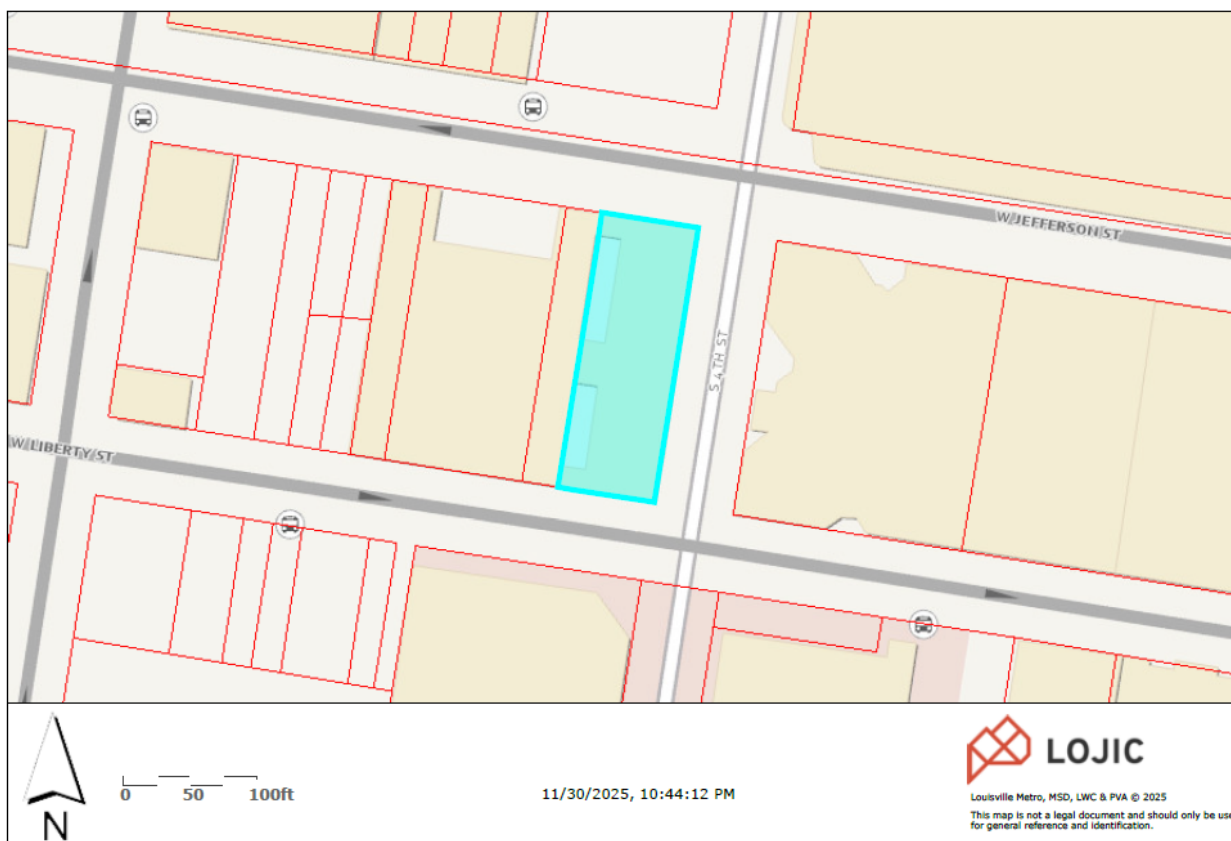 W JEFFERSON ST
S 4TH ST
W LIBERTY ST
N
0 50 100ft
11/30/2025, 10:44:12 PM
LOJIC
Louisville Metro, MSD, LWC & PVA © 2025
This map is not a legal document and should only be use
for general reference and identification.